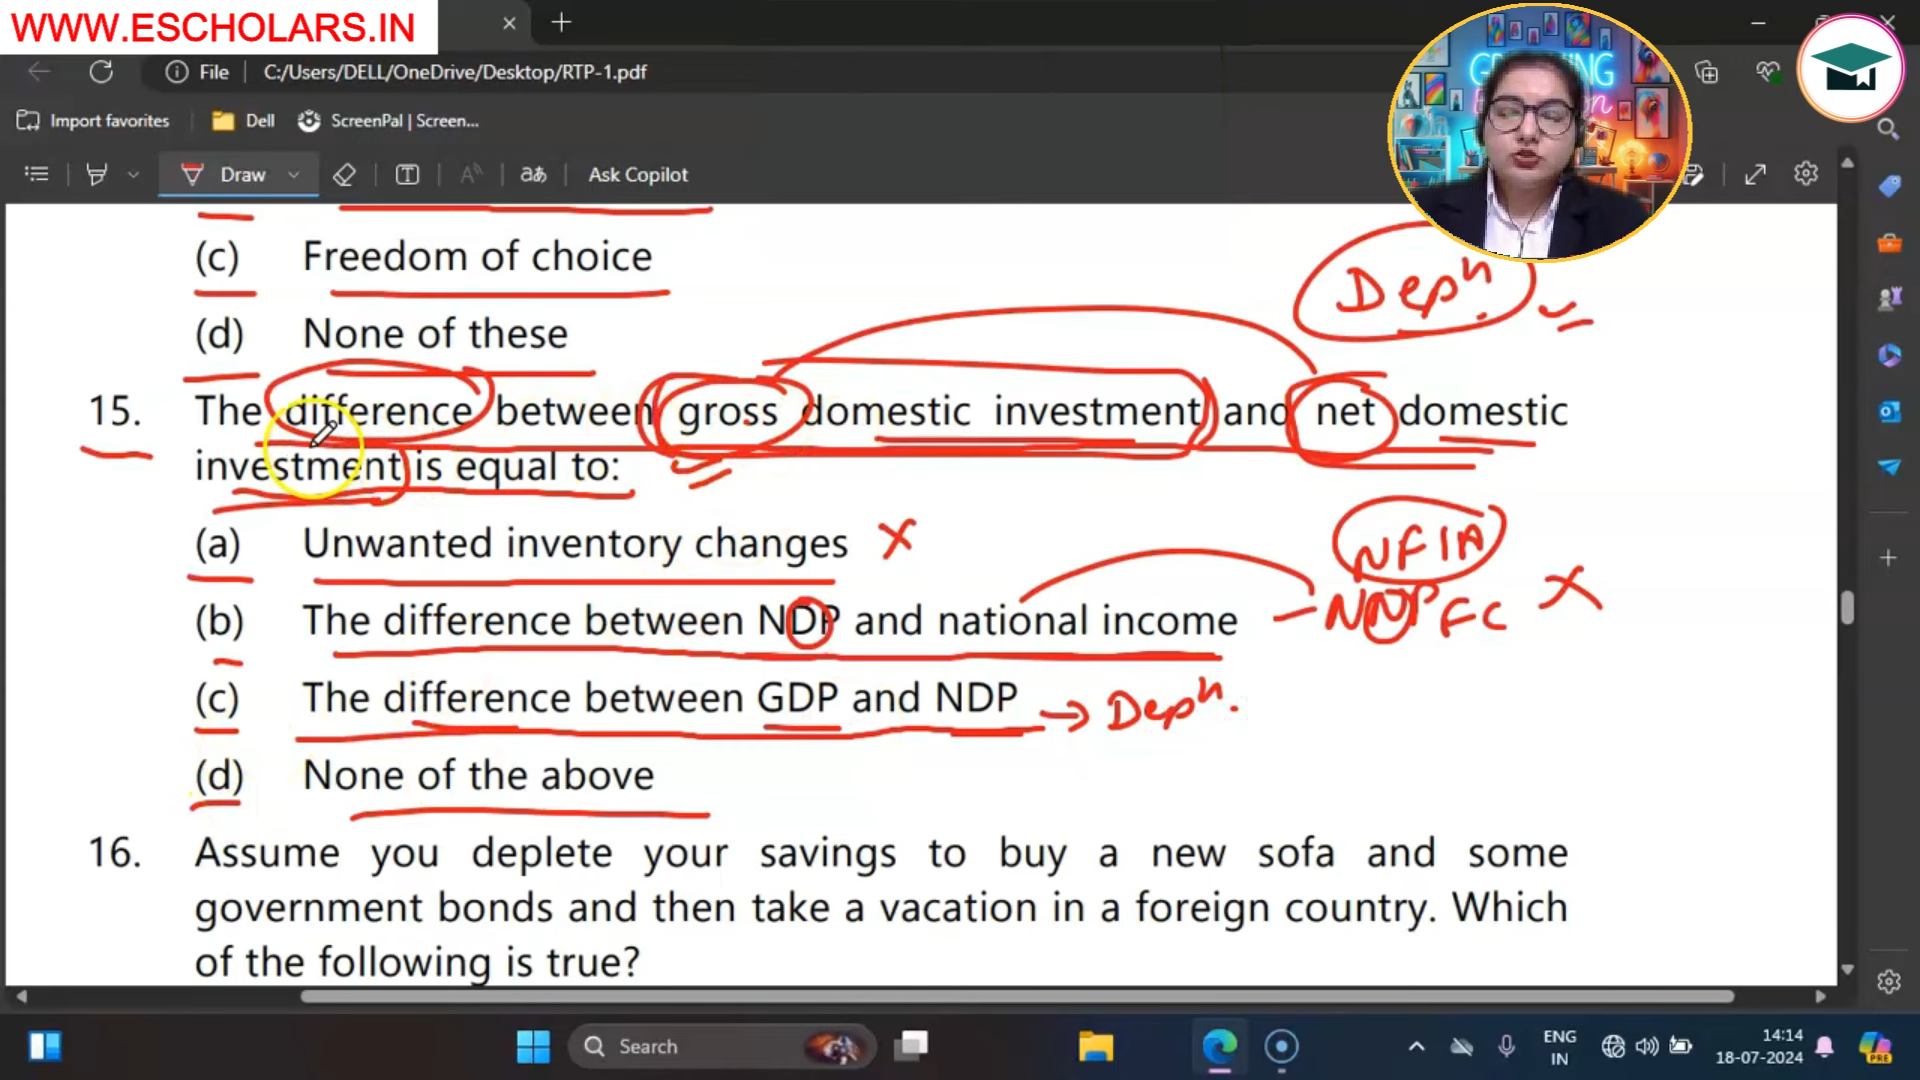 WWW.ESCHOLARS.IN
File C:/Users/DELL/OneDrive/Desktop/RTP-1.pdf
Import favorites Dell ScreenPal | Screen...
Draw Ask Copilot
(c) Freedom of choice
Depn.
(d) None of these
15. The difference between gross domestic investment and net domestic
investment is equal to:
(a) Unwanted inventory changes
NFIA
(b) The difference between NDP and national income – NNPFC
(c) The difference between GDP and NDP → Depn.
(d) None of the above
16. Assume you deplete your savings to buy a new sofa and some
government bonds and then take a vacation in a foreign country. Which
of the following is true?
Search
ENG
IN
14:14
18-07-2024
PRE